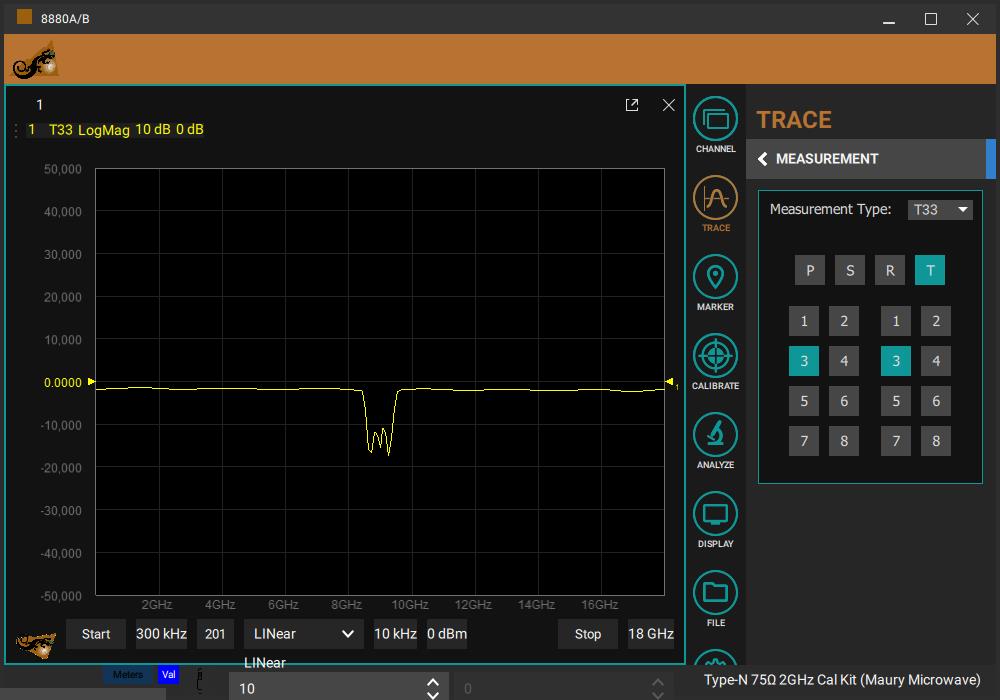 8880A/B
1
1 T33 LogMag 10 dB 0 dB
50,000
40,000
30,000
20,000
10,000
0.0000
1
-10,000
-20,000
-30,000
-40,000
-50,000
2GHz 4GHz 6GHz 8GHz 10GHz 12GHz 14GHz 16GHz
Start 300 kHz 201 LINear 10 kHz 0 dBm Stop 18 GHz
LINear
Meters Val
10 0
CHANNEL
TRACE
MARKER
CALIBRATE
ANALYZE
DISPLAY
FILE
TRACE
MEASUREMENT
Measurement Type: T33
P S R T
1 2 1 2
3 4 3 4
5 6 5 6
7 8 7 8
Type-N 75Ω 2GHz Cal Kit (Maury Microwave)